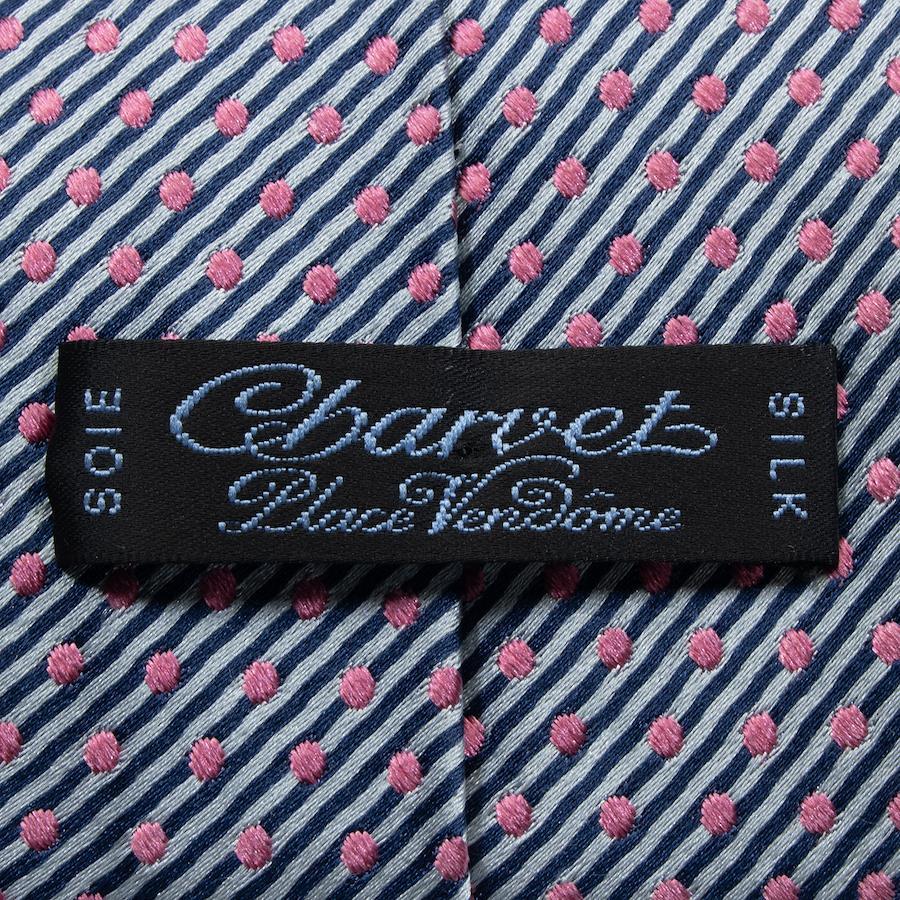 SOIE
Charvet
Place Vendôme
SILK